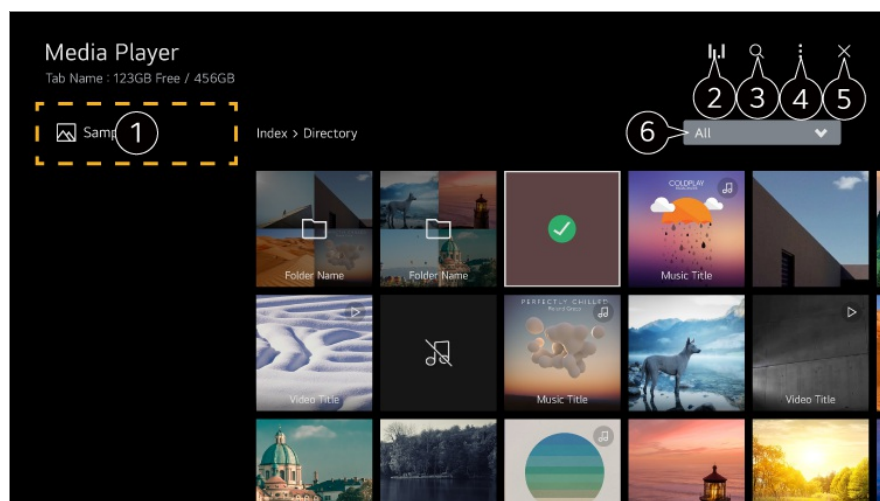 Media Player
Tab Name : 123GB Free / 456GB
2
3
4
5
1
Index > Directory
6
All
Folder Name
Folder Name
COLDPLAY
Music Title
Video Title
PERFECTLY CHILLED
Music Title
Video Title